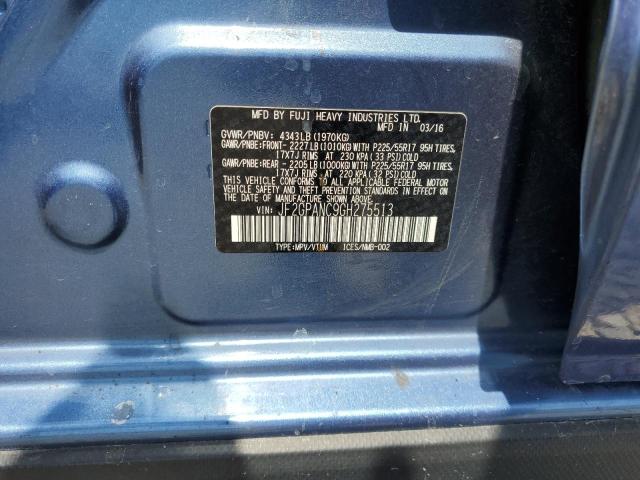 MFD BY FUJI HEAVY INDUSTRIES LTD.
MFD IN 03/16
GVWR/PNBV: 4343LB(1970KG)
GAWR/PNBE:FRONT- 2227LB(1010KG)WITH P225/55R17 95H TIRES,
17X7J RIMS AT 230 KPA(33 PSI)COLD
GAWR/PNBE:REAR - 2205LB(1000KG)WITH P225/55R17 95H TIRES,
17X7J RIMS AT 220 KPA(32 PSI)COLD
THIS VEHICLE CONFORMS TO ALL APPLICABLE FEDERAL MOTOR
VEHICLE SAFETY, BUMPER, AND THEFT PREVENTION STANDARDS IN EFFECT ON
THE DATE OF MANUFACTURE SHOWN ABOVE.
VIN: JF2GPANC9GH275513
TYPE:MPV/VTUM ICES/NMB-002